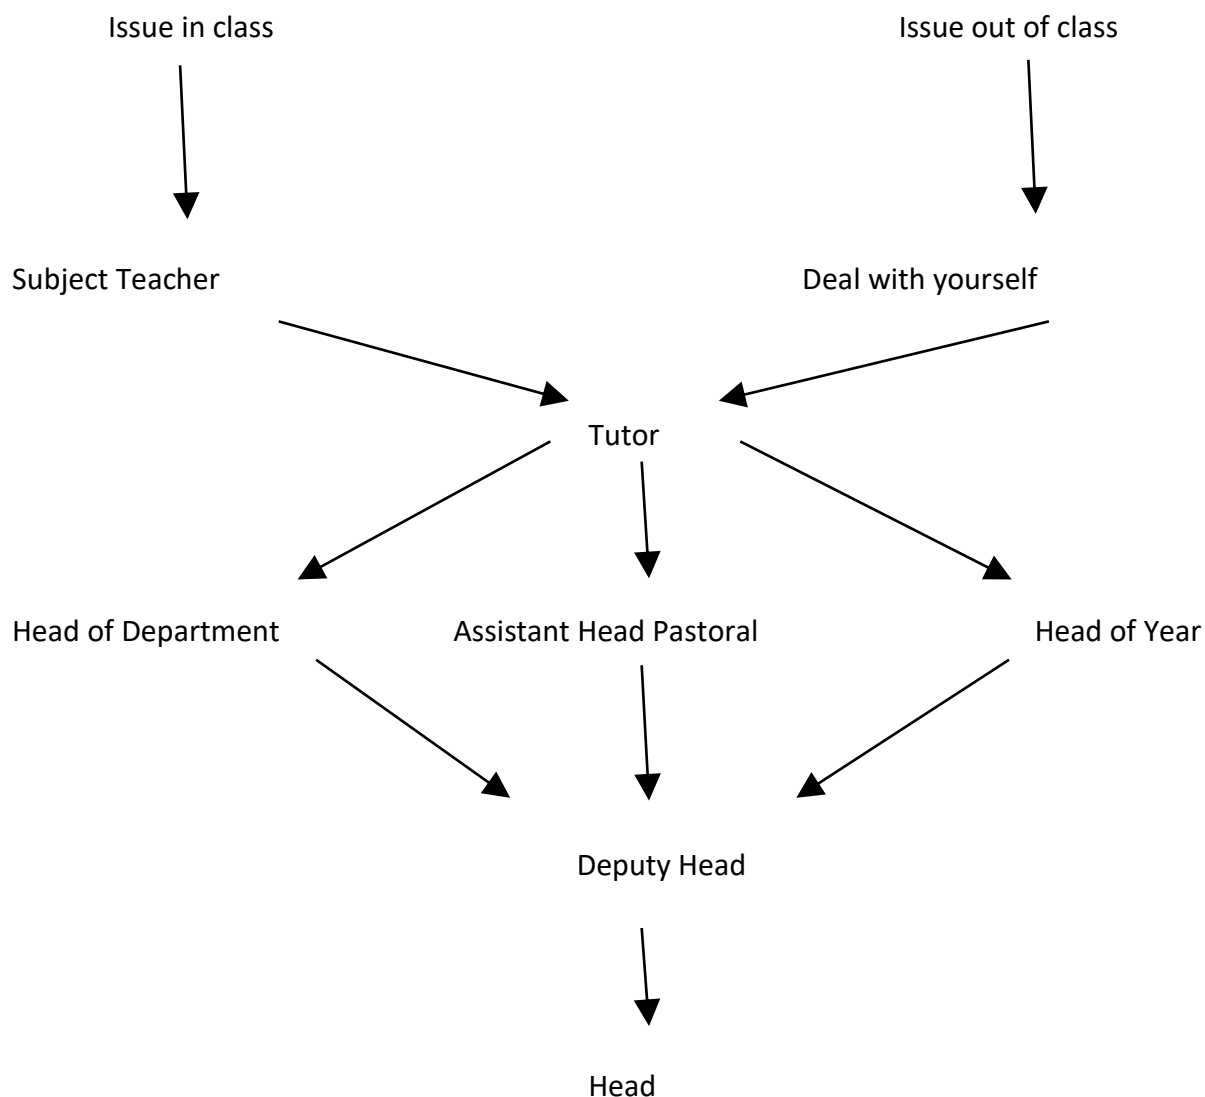 Issue in class
Issue out of class
Subject Teacher
Deal with yourself
Tutor
Head of Department
Assistant Head Pastoral
Head of Year
Deputy Head
Head